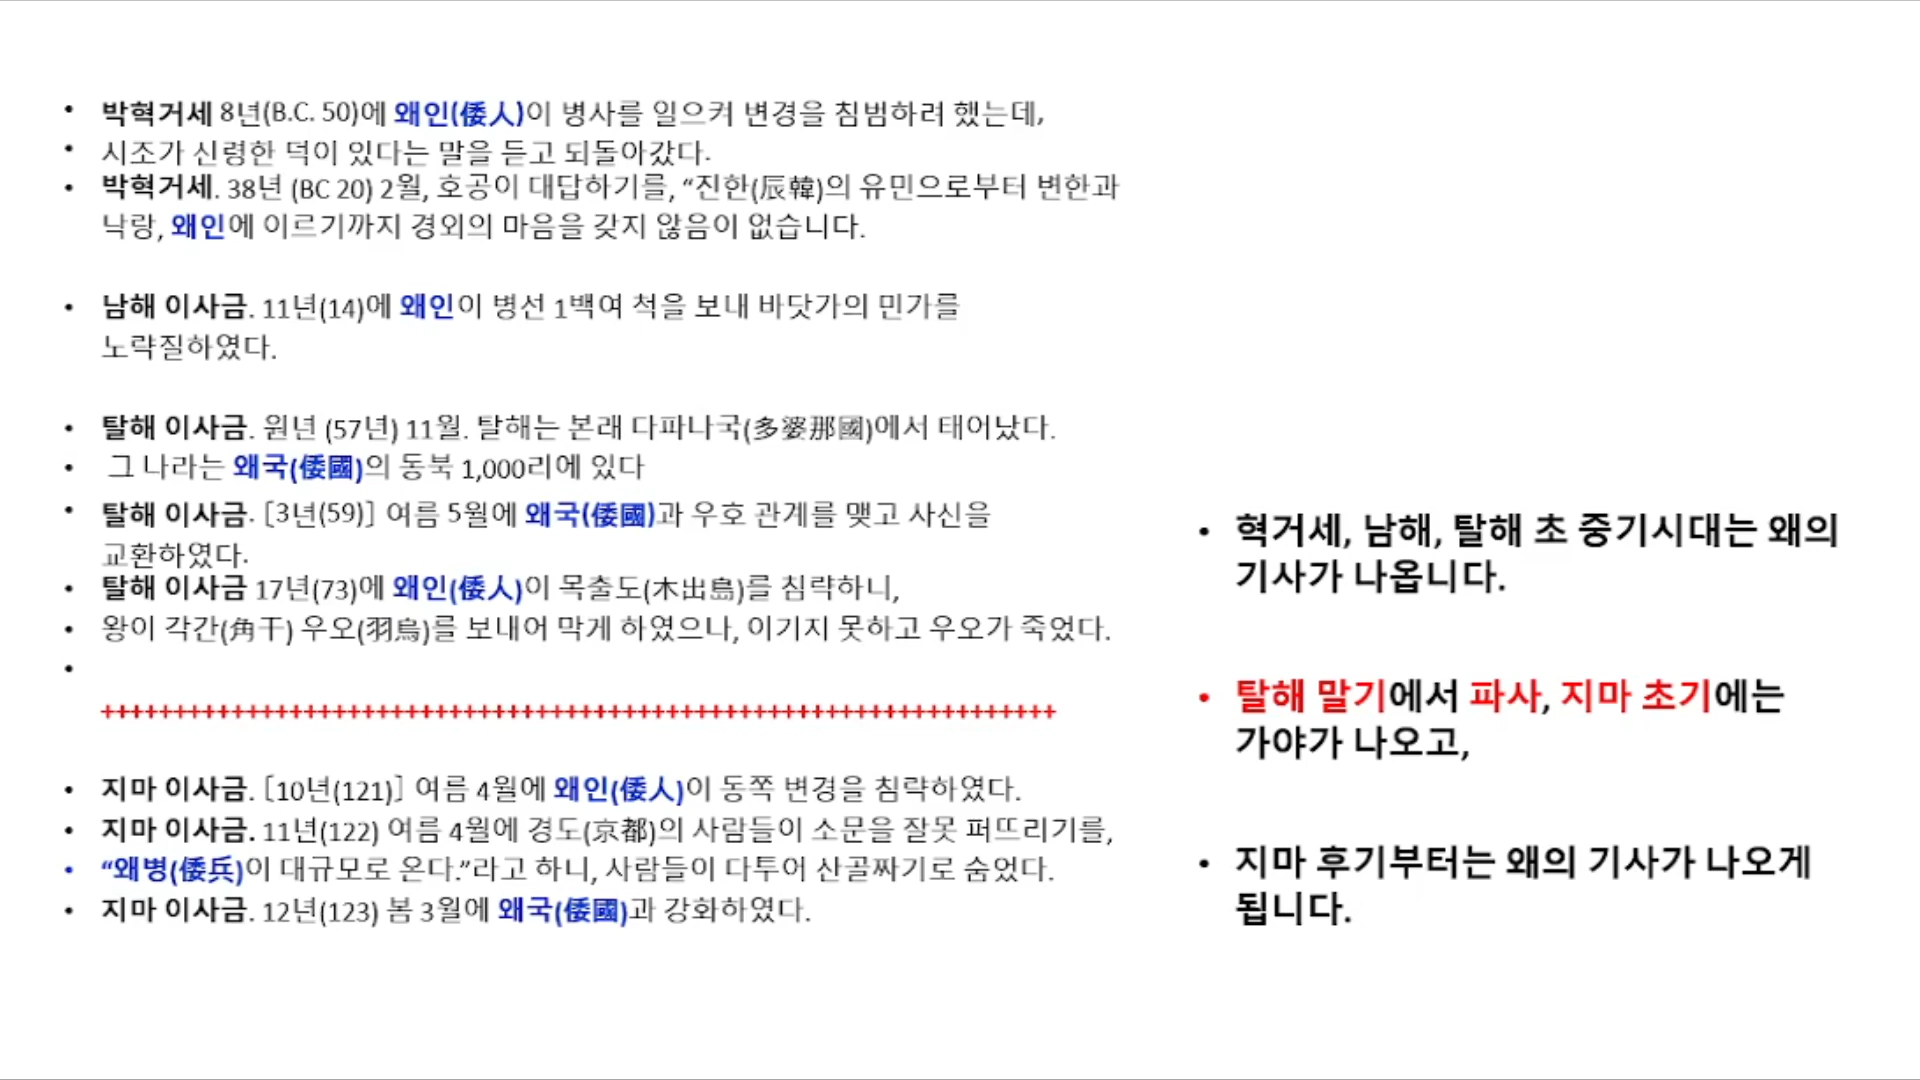 • 박혁거세 8년(B.C. 50)에 왜인(倭人)이 병사를 일으켜 변경을 침범하려 했는데,
• 시조가 신령한 덕이 있다는 말을 듣고 되돌아갔다.
• 박혁거세. 38년 (BC 20) 2월, 호공이 대답하기를, “진한(辰韓)의 유민으로부터 변한과
낙랑, 왜인에 이르기까지 경외의 마음을 갖지 않음이 없습니다.
• 남해 이사금. 11년(14)에 왜인이 병선 1백여 척을 보내 바닷가의 민가를
노략질하였다.
• 탈해 이사금. 원년 (57년) 11월. 탈해는 본래 다파나국(多婆那國)에서 태어났다.
• 그 나라는 왜국(倭國)의 동북 1,000리에 있다
• 탈해 이사금. [3년(59)] 여름 5월에 왜국(倭國)과 우호 관계를 맺고 사신을
교환하였다.
• 탈해 이사금 17년(73)에 왜인(倭人)이 목출도(木出島)를 침략하니,
• 왕이 각간(角干) 우오(羽烏)를 보내어 막게 하였으나, 이기지 못하고 우오가 죽었다.
•
++++++++++++++++++++++++++++++++++++++++++++++++++++++++++++++++++
• 지마 이사금. [10년(121)] 여름 4월에 왜인(倭人)이 동쪽 변경을 침략하였다.
• 지마 이사금. 11년(122) 여름 4월에 경도(京都)의 사람들이 소문을 잘못 퍼뜨리기를,
• “왜병(倭兵)이 대규모로 온다.”라고 하니, 사람들이 다투어 산골짜기로 숨었다.
• 지마 이사금. 12년(123) 봄 3월에 왜국(倭國)과 강화하였다.
• 혁거세, 남해, 탈해 초 중기시대는 왜의
기사가 나옵니다.
• 탈해 말기에서 파사, 지마 초기에는
가야가 나오고,
• 지마 후기부터는 왜의 기사가 나오게
됩니다.